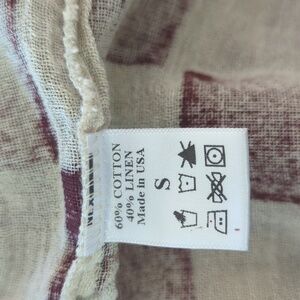 60% COTTON
40% LINEN
Made in USA
S